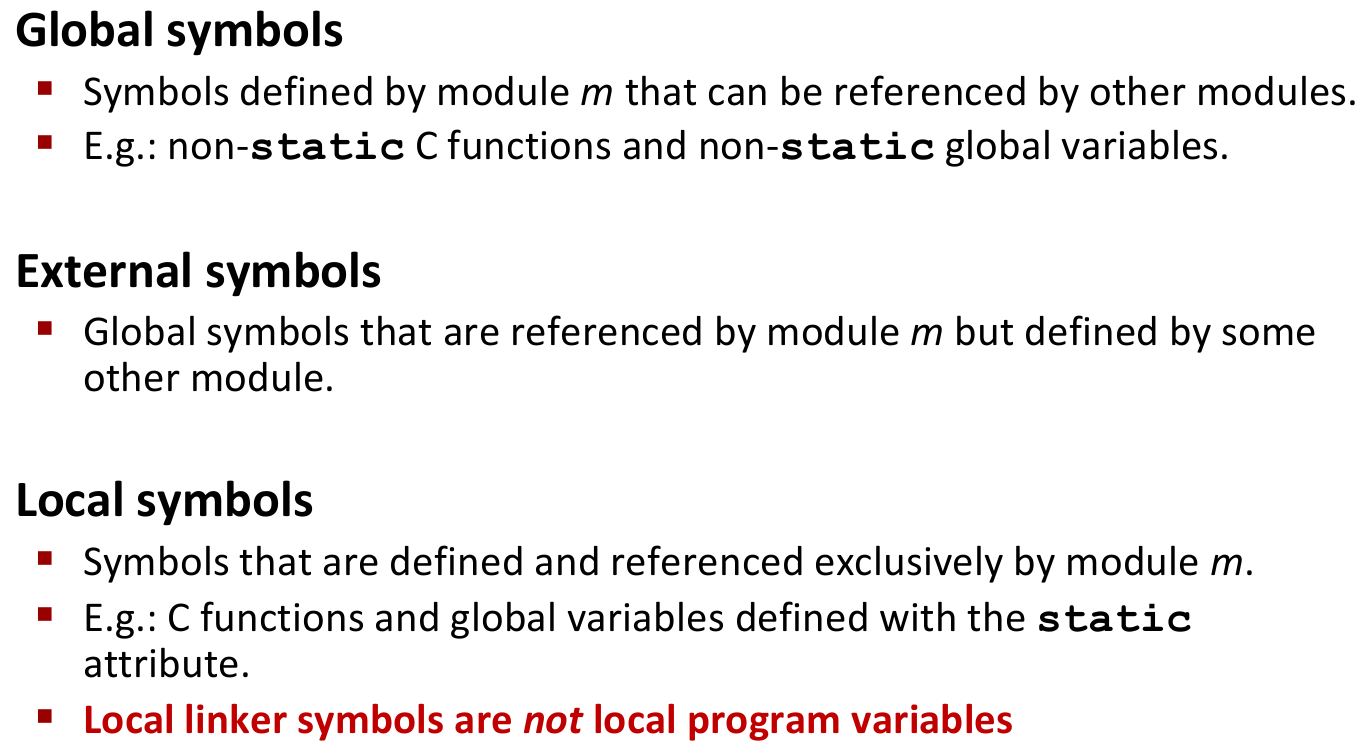 Global symbols
▪ Symbols defined by module m that can be referenced by other modules.
▪ E.g.: non-static C functions and non-static global variables.
External symbols
▪ Global symbols that are referenced by module m but defined by some
other module.
Local symbols
▪ Symbols that are defined and referenced exclusively by module m.
▪ E.g.: C functions and global variables defined with the static
attribute.
▪ Local linker symbols are not local program variables